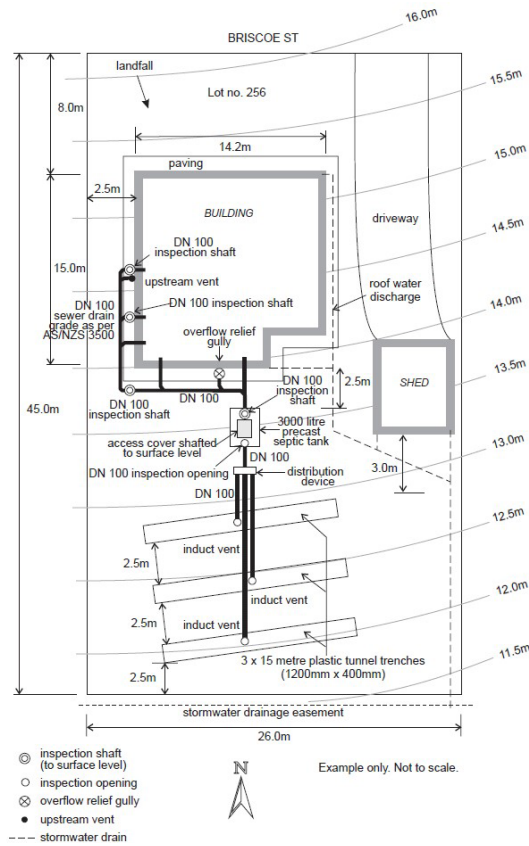 BRISCOE ST
16.0m
landfall
Lot no. 256
15.5m
8.0m
14.2m
15.0m
paving
2.5m
BUILDING
14.5m
driveway
DN 100
inspection shaft
15.0m
upstream vent
roof water
discharge
14.0m
DN 100
sewer drain
grade as per
AS/NZS 3500
DN 100 inspection shaft
overflow relief
gully
13.5m
DN 100
inspection
shaft
2.5m
SHED
45.0m
DN 100
inspection shaft
DN 100
3000 litre
precast
septic tank
13.0m
access cover shafted
to surface level
DN 100
3.0m
DN 100 inspection opening
distribution
device
DN 100
12.5m
induct vent
2.5m
12.0m
induct vent
2.5m
induct vent
11.5m
2.5m
3 x 15 metre plastic tunnel trenches
(1200mm x 400mm)
stormwater drainage easement
26.0m
inspection shaft
(to surface level)
inspection opening
overflow relief gully
upstream vent
stormwater drain
N
Example only. Not to scale.